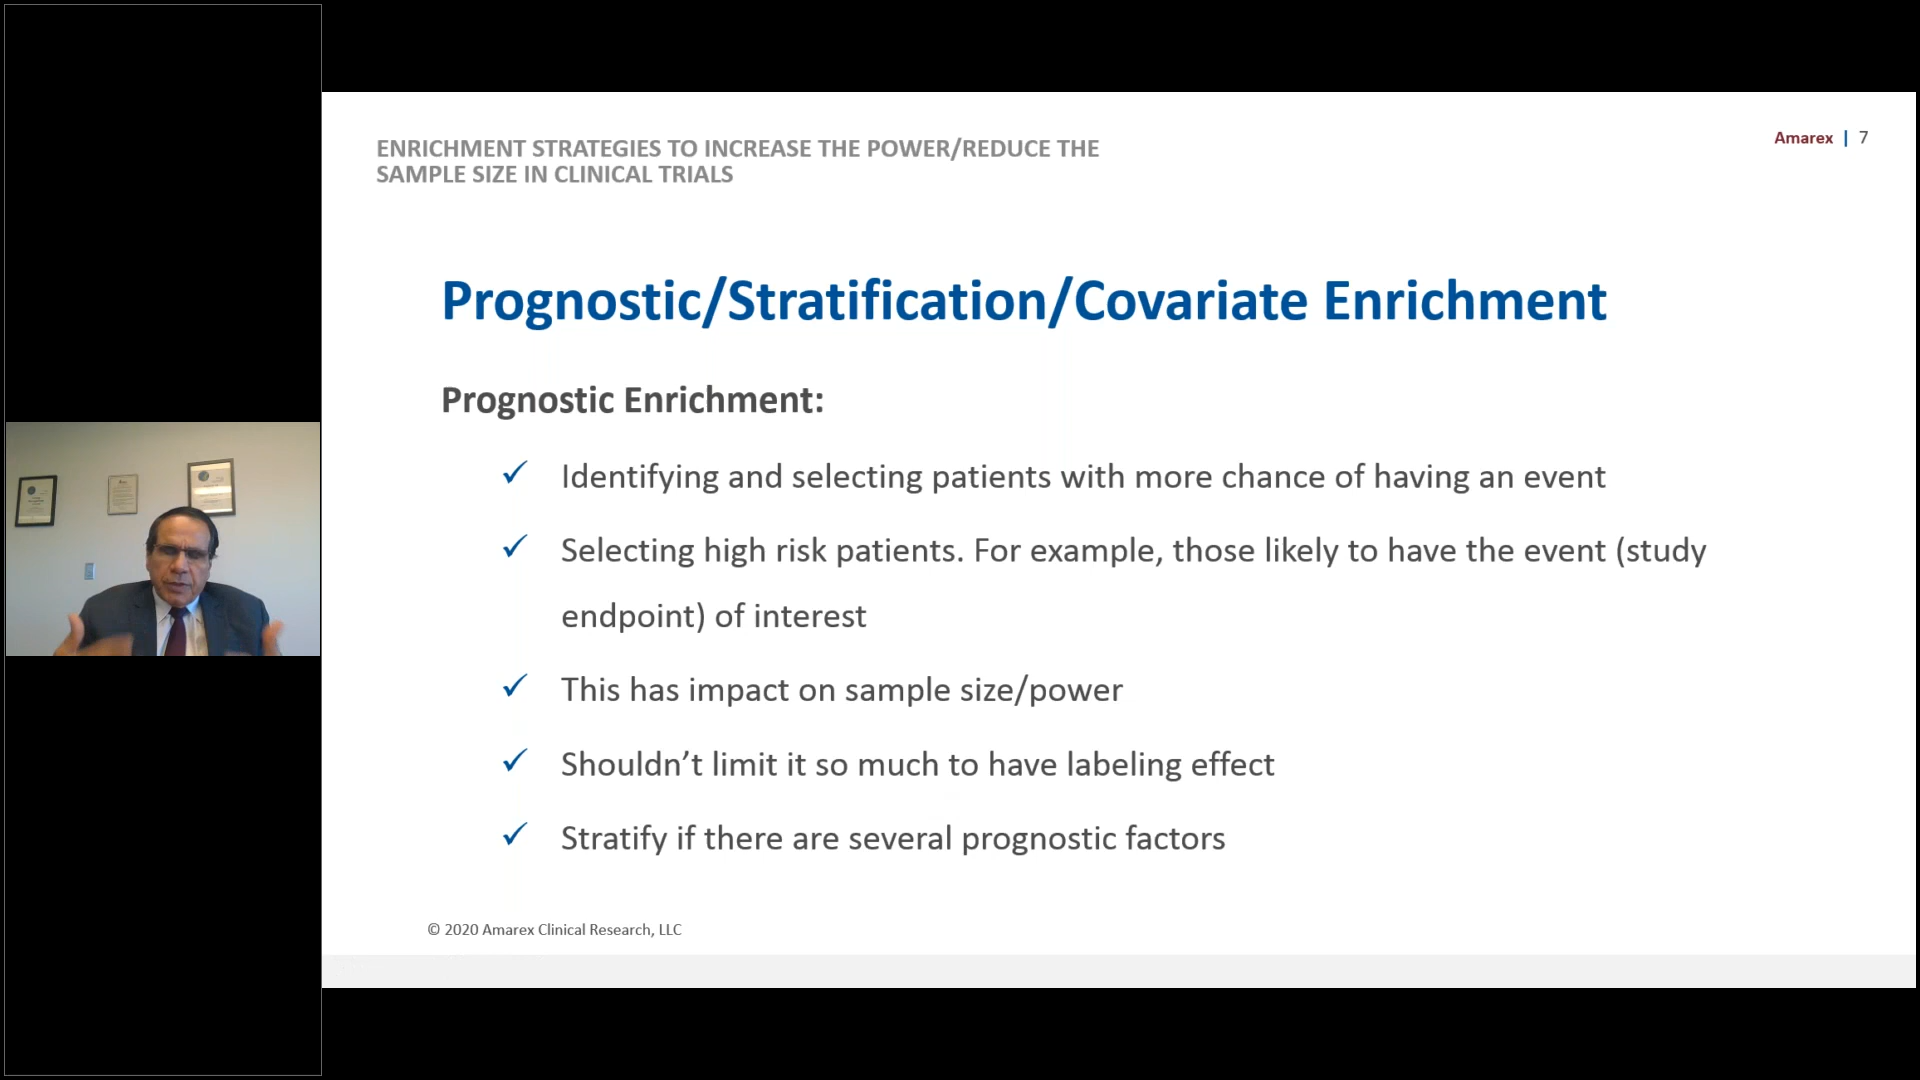 ENRICHMENT STRATEGIES TO INCREASE THE POWER/REDUCE THE
SAMPLE SIZE IN CLINICAL TRIALS
Amarex | 7
Prognostic/Stratification/Covariate Enrichment
Prognostic Enrichment:
✓ Identifying and selecting patients with more chance of having an event
✓ Selecting high risk patients. For example, those likely to have the event (study
endpoint) of interest
✓ This has impact on sample size/power
✓ Shouldn’t limit it so much to have labeling effect
✓ Stratify if there are several prognostic factors
© 2020 Amarex Clinical Research, LLC